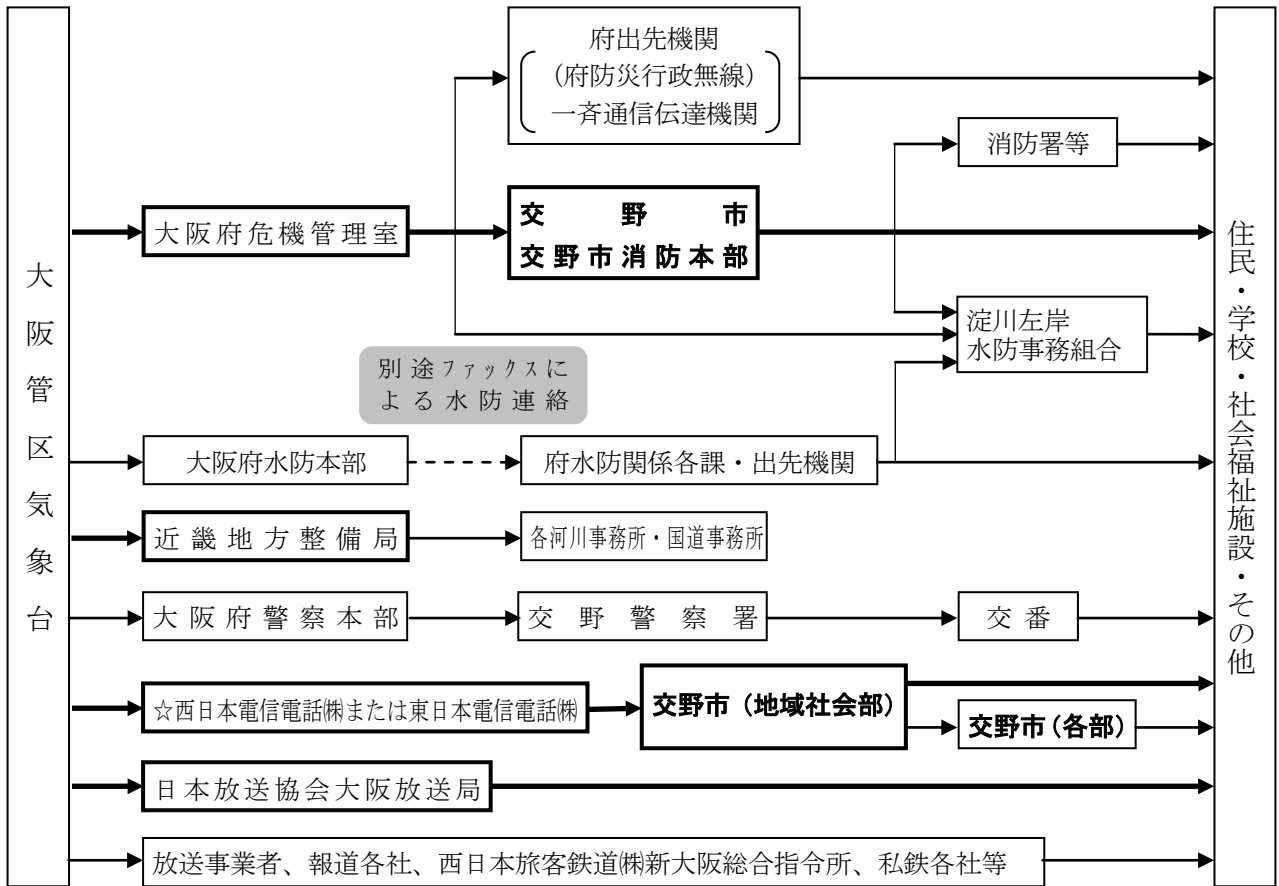 大阪管区気象台
府出先機関
(府防災行政無線)
一斉通信伝達機関
消防署等
大阪府危機管理室
交野市
交野市消防本部
淀川左岸
水防事務組合
別途ファックスに
よる水防連絡
大阪府水防本部
府水防関係各課・出先機関
近畿地方整備局
各河川事務所・国道事務所
大阪府警察本部
交野警察署
交番
☆西日本電信電話㈱または東日本電信電話㈱
交野市(地域社会部)
交野市(各部)
日本放送協会大阪放送局
放送事業者、報道各社、西日本旅客鉄道㈱新大阪総合指令所、私鉄各社等
住民・学校・社会福祉施設・その他